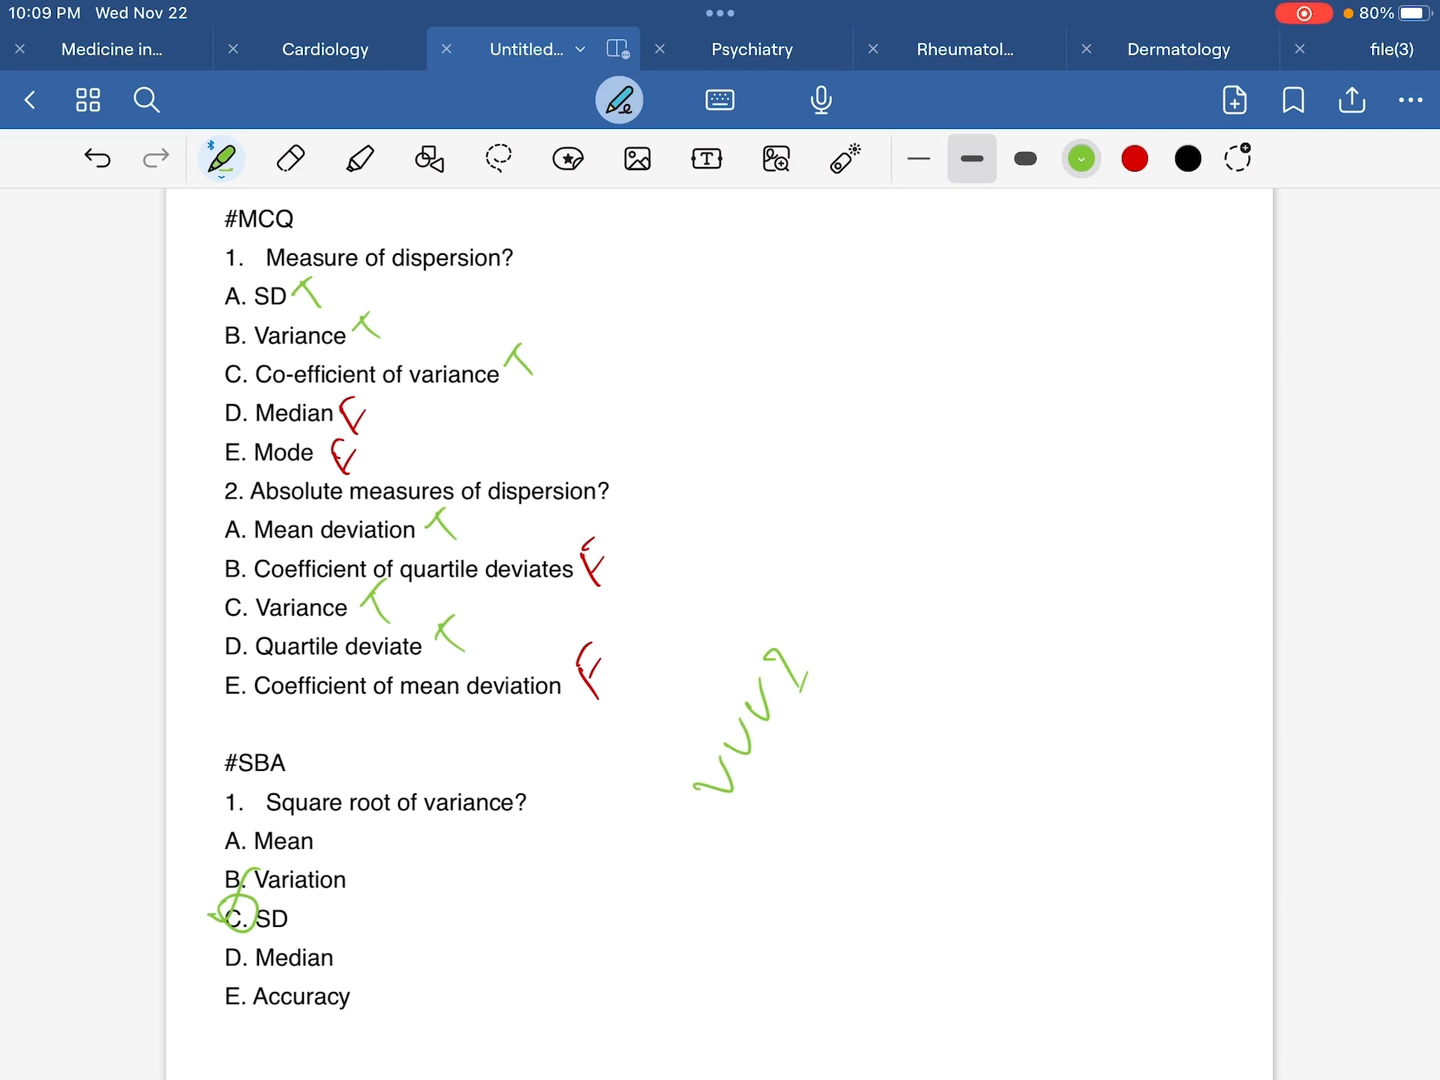 10:09 PM Wed Nov 22
80%
Medicine in... Cardiology Untitled... Psychiatry Rheumatol... Dermatology file(3)
#MCQ
1. Measure of dispersion?
A. SD T
B. Variance T
C. Co-efficient of variance T
D. Median F
E. Mode F
2. Absolute measures of dispersion?
A. Mean deviation T
B. Coefficient of quartile deviates F
C. Variance T
D. Quartile deviate T
E. Coefficient of mean deviation F
#SBA
1. Square root of variance?
A. Mean
B. Variation
C. SD
D. Median
E. Accuracy